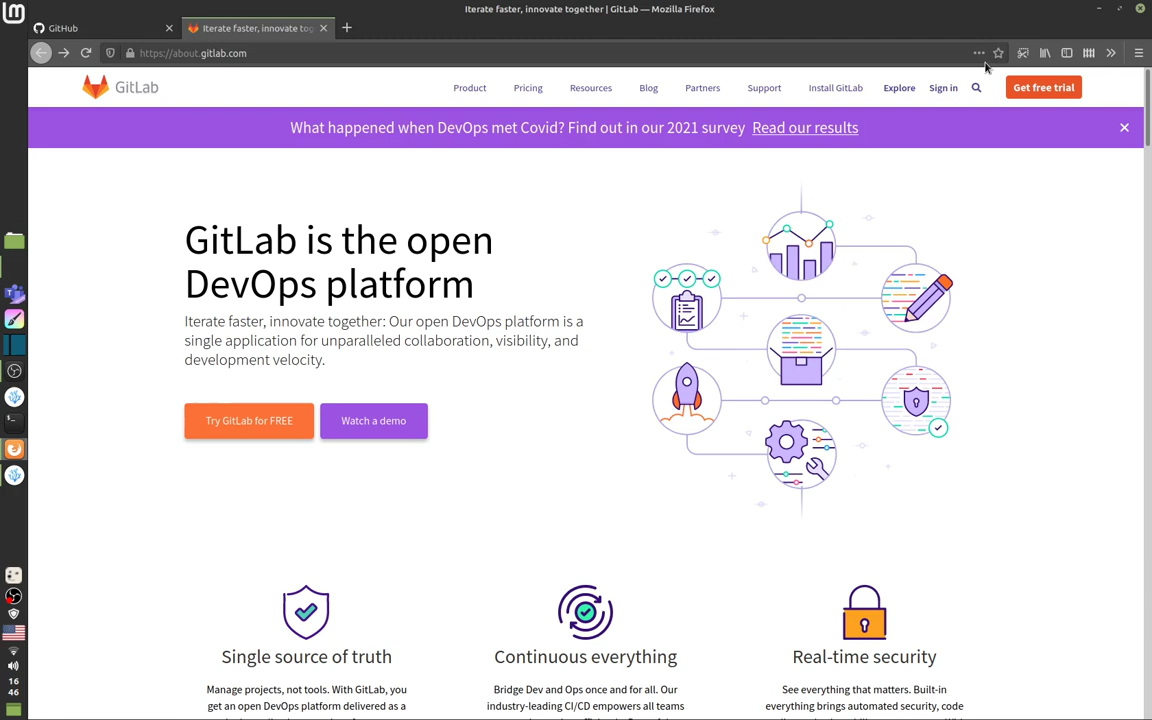 Iterate faster, innovate together | GitLab — Mozilla Firefox
GitHub
Iterate faster, innovate tog
https://about.gitlab.com
GitLab
Product
Pricing
Resources
Blog
Partners
Support
Install GitLab
Explore
Sign in
Get free trial
What happened when DevOps met Covid? Find out in our 2021 survey Read our results
GitLab is the open
DevOps platform
Iterate faster, innovate together: Our open DevOps platform is a
single application for unparalleled collaboration, visibility, and
development velocity.
Try GitLab for FREE
Watch a demo
Single source of truth
Manage projects, not tools. With GitLab, you
get an open DevOps platform delivered as a
Continuous everything
Bridge Dev and Ops once and for all. Our
industry-leading CI/CD empowers all teams
Real-time security
See everything that matters. Built-in
everything brings automated security, code
16
46